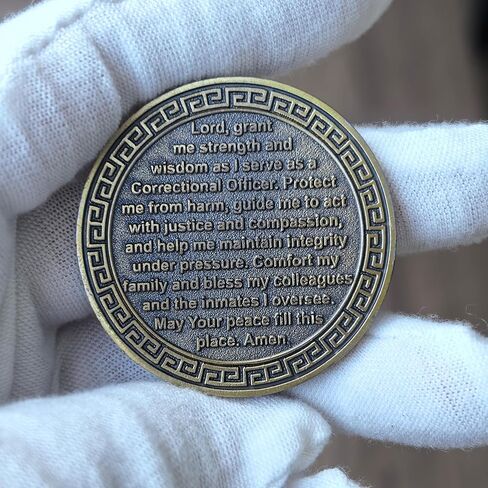 Lord, grant
me strength and
wisdom as I serve as a
Correctional Officer. Protect
me from harm, guide me to act
with justice and compassion,
and help me maintain integrity
under pressure. Comfort my
family and bless my colleagues
and the inmates I oversee.
May Your peace fill this
place. Amen.